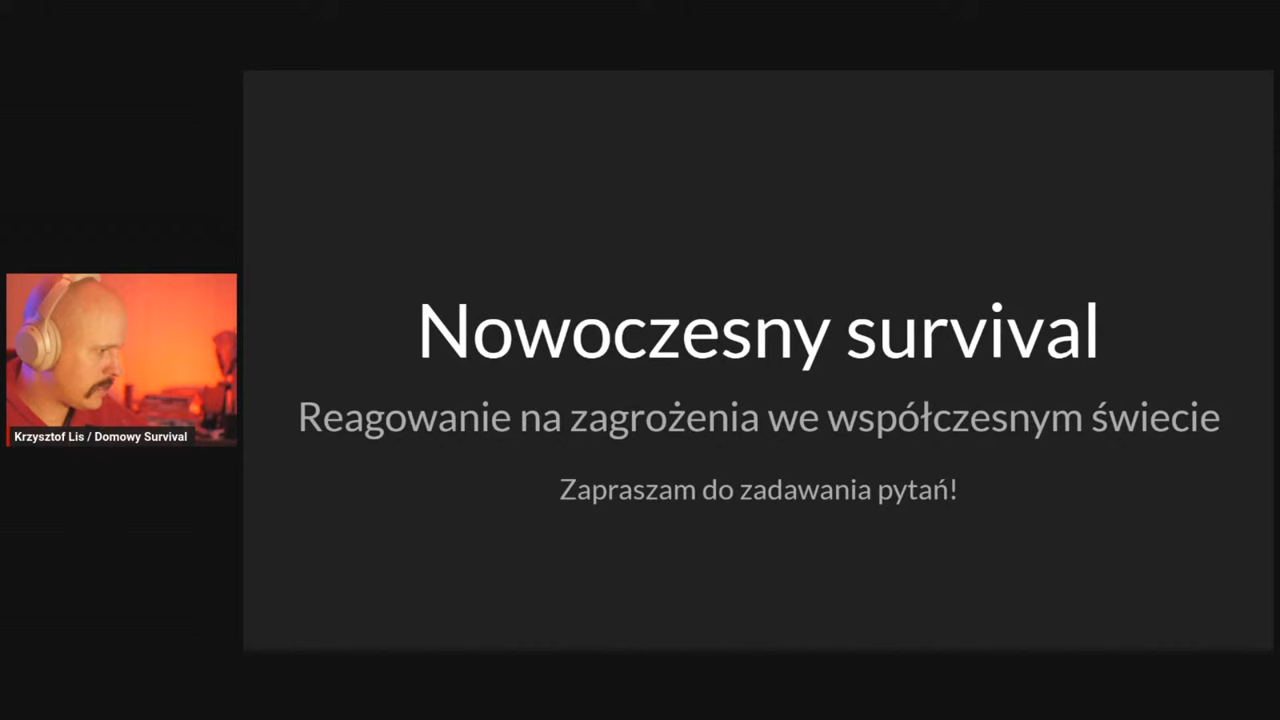 Nowoczesny survival
Reagowanie na zagrożenia we współczesnym świecie
Zapraszam do zadawania pytań!
Krzysztof Lis / Domowy Survival